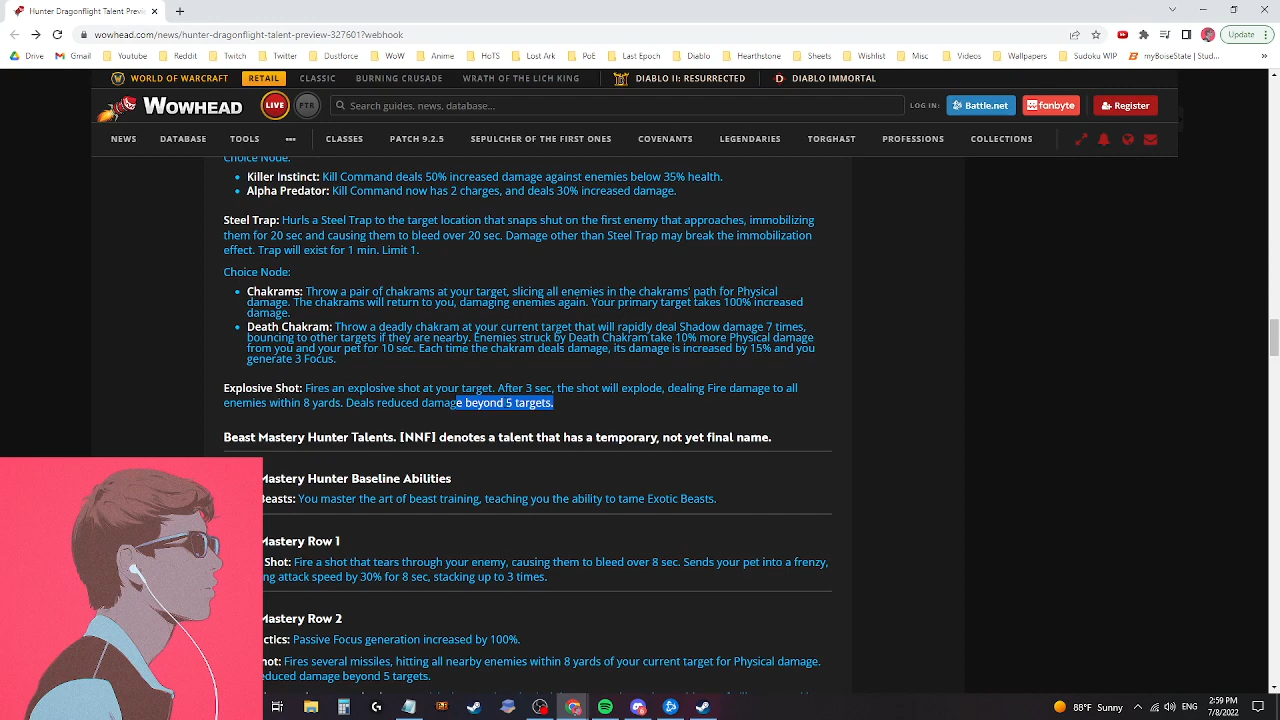 Hunter Dragonflight Talent Previe
wowhead.com/news/hunter-dragonflight-talent-preview-327601?webhook
Update
Drive Gmail Youtube Reddit Twitch Twitter Dustforce WoW Anime HoTS Lost Ark PoE Last Epoch Diablo Hearthstone Sheets Wishlist Misc Videos Wallpapers Sudoku WIP myBoiseState | Stud...
WORLD OF WARCRAFT RETAIL CLASSIC BURNING CRUSADE WRATH OF THE LICH KING DIABLO II: RESURRECTED DIABLO IMMORTAL
WOWHEAD LIVE PTR Search guides, news, database... LOG IN: Battle.net fanbyte Register
NEWS DATABASE TOOLS ••• CLASSES PATCH 9.2.5 SEPULCHER OF THE FIRST ONES COVENANTS LEGENDARIES TORGHAST PROFESSIONS COLLECTIONS
Choice Node:
• Killer Instinct: Kill Command deals 50% increased damage against enemies below 35% health.
• Alpha Predator: Kill Command now has 2 charges, and deals 30% increased damage.
Steel Trap: Hurls a Steel Trap to the target location that snaps shut on the first enemy that approaches, immobilizing
them for 20 sec and causing them to bleed over 20 sec. Damage other than Steel Trap may break the immobilization
effect. Trap will exist for 1 min. Limit 1.
Choice Node:
• Chakrams: Throw a pair of chakrams at your target, slicing all enemies in the chakrams' path for Physical
damage. The chakrams will return to you, damaging enemies again. Your primary target takes 100% increased
damage.
• Death Chakram: Throw a deadly chakram at your current target that will rapidly deal Shadow damage 7 times,
bouncing to other targets if they are nearby. Enemies struck by Death Chakram take 10% more Physical damage
from you and your pet for 10 sec. Each time the chakram deals damage, its damage is increased by 15% and you
generate 3 Focus.
Explosive Shot: Fires an explosive shot at your target. After 3 sec, the shot will explode, dealing Fire damage to all
enemies within 8 yards. Deals reduced damage beyond 5 targets.
Beast Mastery Hunter Talents. [NNF] denotes a talent that has a temporary, not yet final name.
Mastery Hunter Baseline Abilities
Beasts: You master the art of beast training, teaching you the ability to tame Exotic Beasts.
Mastery Row 1
Shot: Fire a shot that tears through your enemy, causing them to bleed over 8 sec. Sends your pet into a frenzy,
ng attack speed by 30% for 8 sec, stacking up to 3 times.
Mastery Row 2
ctics: Passive Focus generation increased by 100%.
hot: Fires several missiles, hitting all nearby enemies within 8 yards of your current target for Physical damage.
educed damage beyond 5 targets.
88°F Sunny ENG 2:59 PM
7/8/2022